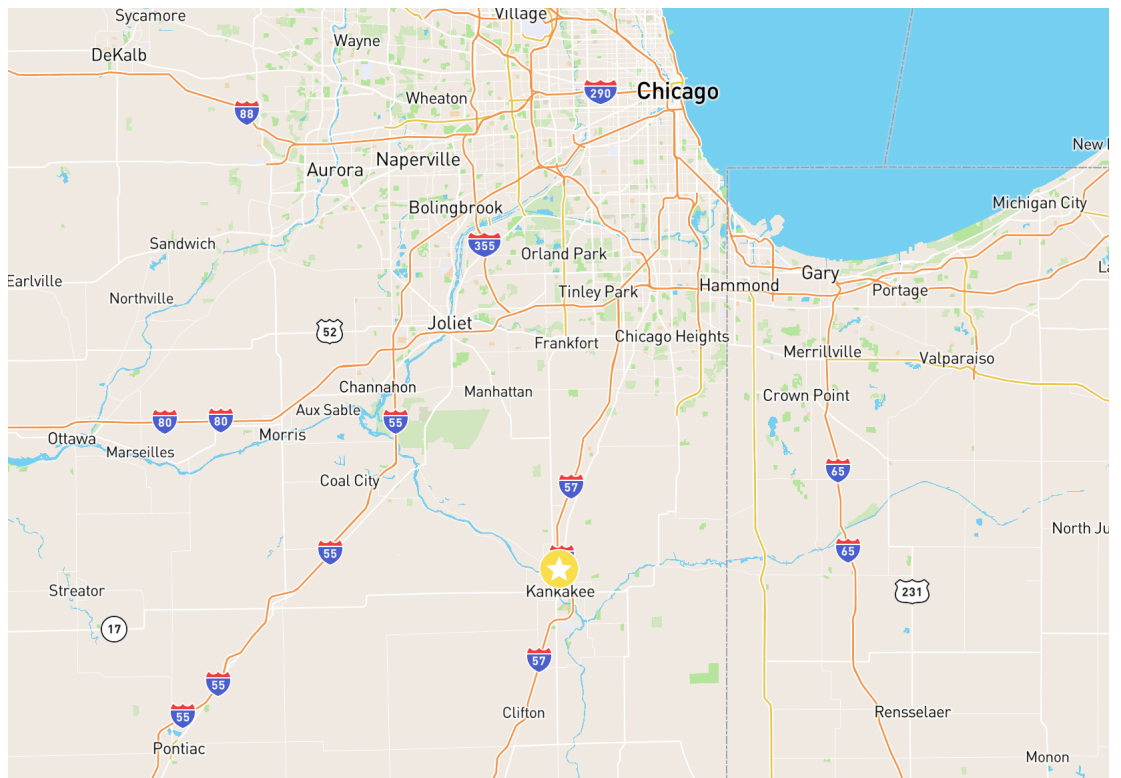 Sycamore
Village
Wayne
DeKalb
Chicago
290
Wheaton
88
New
Naperville
Aurora
Michigan City
Bolingbrook
Sandwich
355
Orland Park
Gary
Earlville
Hammond
Portage
Tinley Park
Northville
Joliet
52
Chicago Heights
Frankfort
Merrillville
Valparaiso
Channahon
Manhattan
Crown Point
Aux Sable
80
80
55
Morris
Ottawa
Marseilles
65
Coal City
57
North
55
65
Streator
Kankakee
231
17
57
55
Clifton
Rensselaer
55
Pontiac
Monon